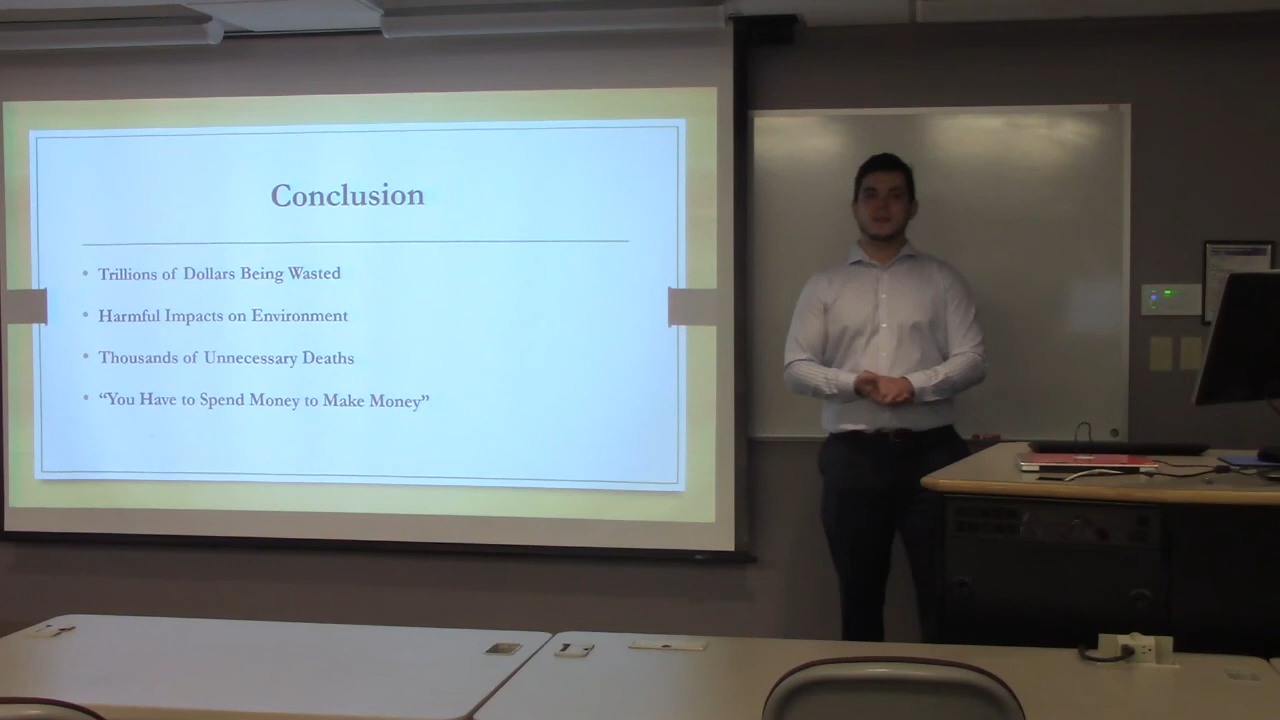 Conclusion
• Trillions of Dollars Being Wasted
• Harmful Impacts on Environment
• Thousands of Unnecessary Deaths
• “You Have to Spend Money to Make Money”